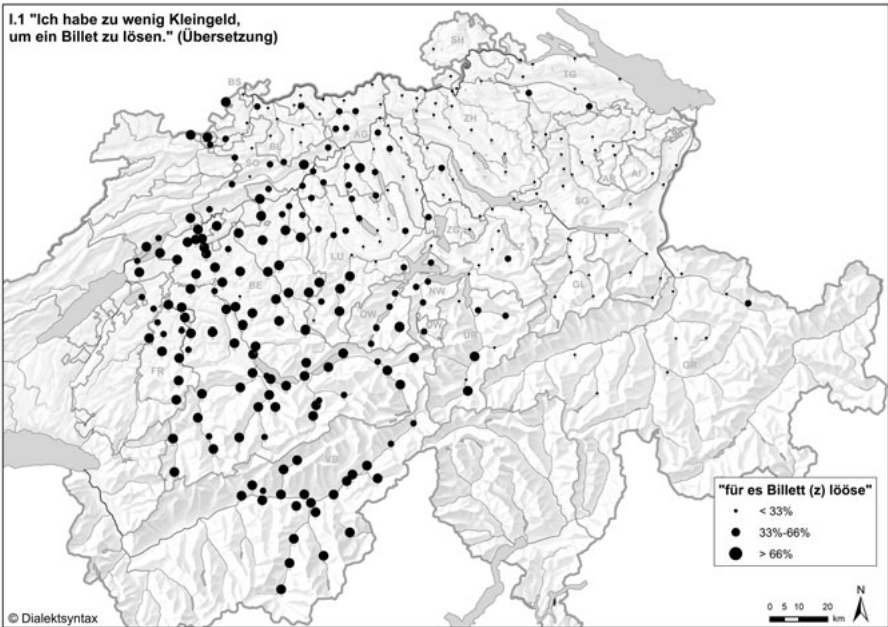 I.1 "Ich habe zu wenig Kleingeld,
um ein Billet zu lösen." (Übersetzung)
SH
TG
BS
ZH
AG
BL
SO
AR
AI
SG
ZG
SZ
LU
BE
NW
GL
OW
UR
FR
GR
VS
"für es Billett (z) lööse"
< 33%
33%-66%
> 66%
N
0 5 10 20
km
© Dialektsyntax